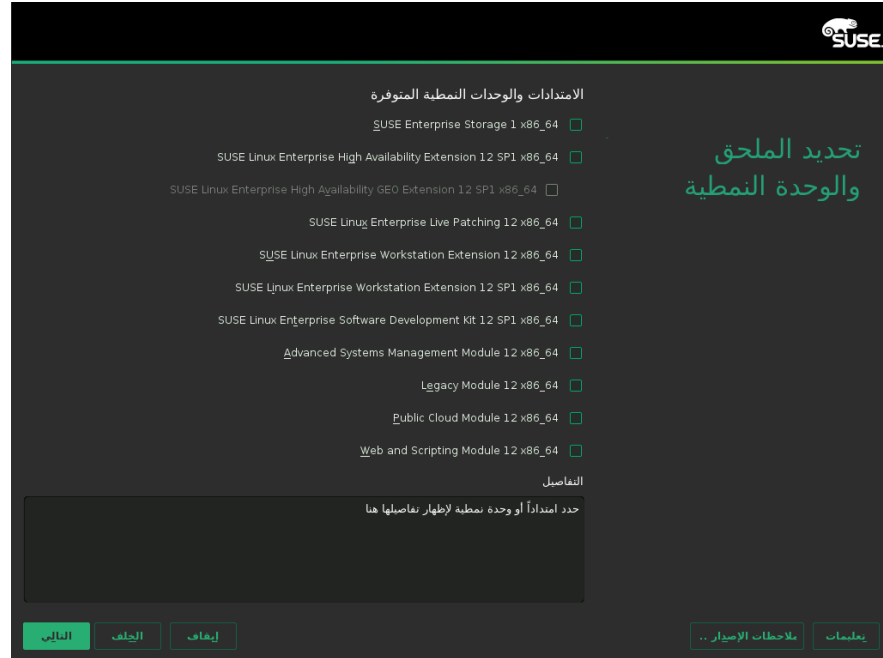 SUSE
تحديد الملحق
والوحدة النمطية
الامتدادات والوحدات النمطية المتوفرة
SUSE Enterprise Storage 1 x86_64
SUSE Linux Enterprise High Availability Extension 12 SP1 x86_64
SUSE Linux Enterprise High Availability GEO Extension 12 SP1 x86_64
SUSE Linux Enterprise Live Patching 12 x86_64
SUSE Linux Enterprise Workstation Extension 12 x86_64
SUSE Linux Enterprise Workstation Extension 12 SP1 x86_64
SUSE Linux Enterprise Software Development Kit 12 SP1 x86_64
Advanced Systems Management Module 12 x86_64
Legacy Module 12 x86_64
Public Cloud Module 12 x86_64
Web and Scripting Module 12 x86_64
التفاصيل
حدد امتداداً أو وحدة نمطية لإظهار تفاصيلها هنا
تعليمات
ملاحظات الإصدار ..
إيقاف
الخلف
التالي